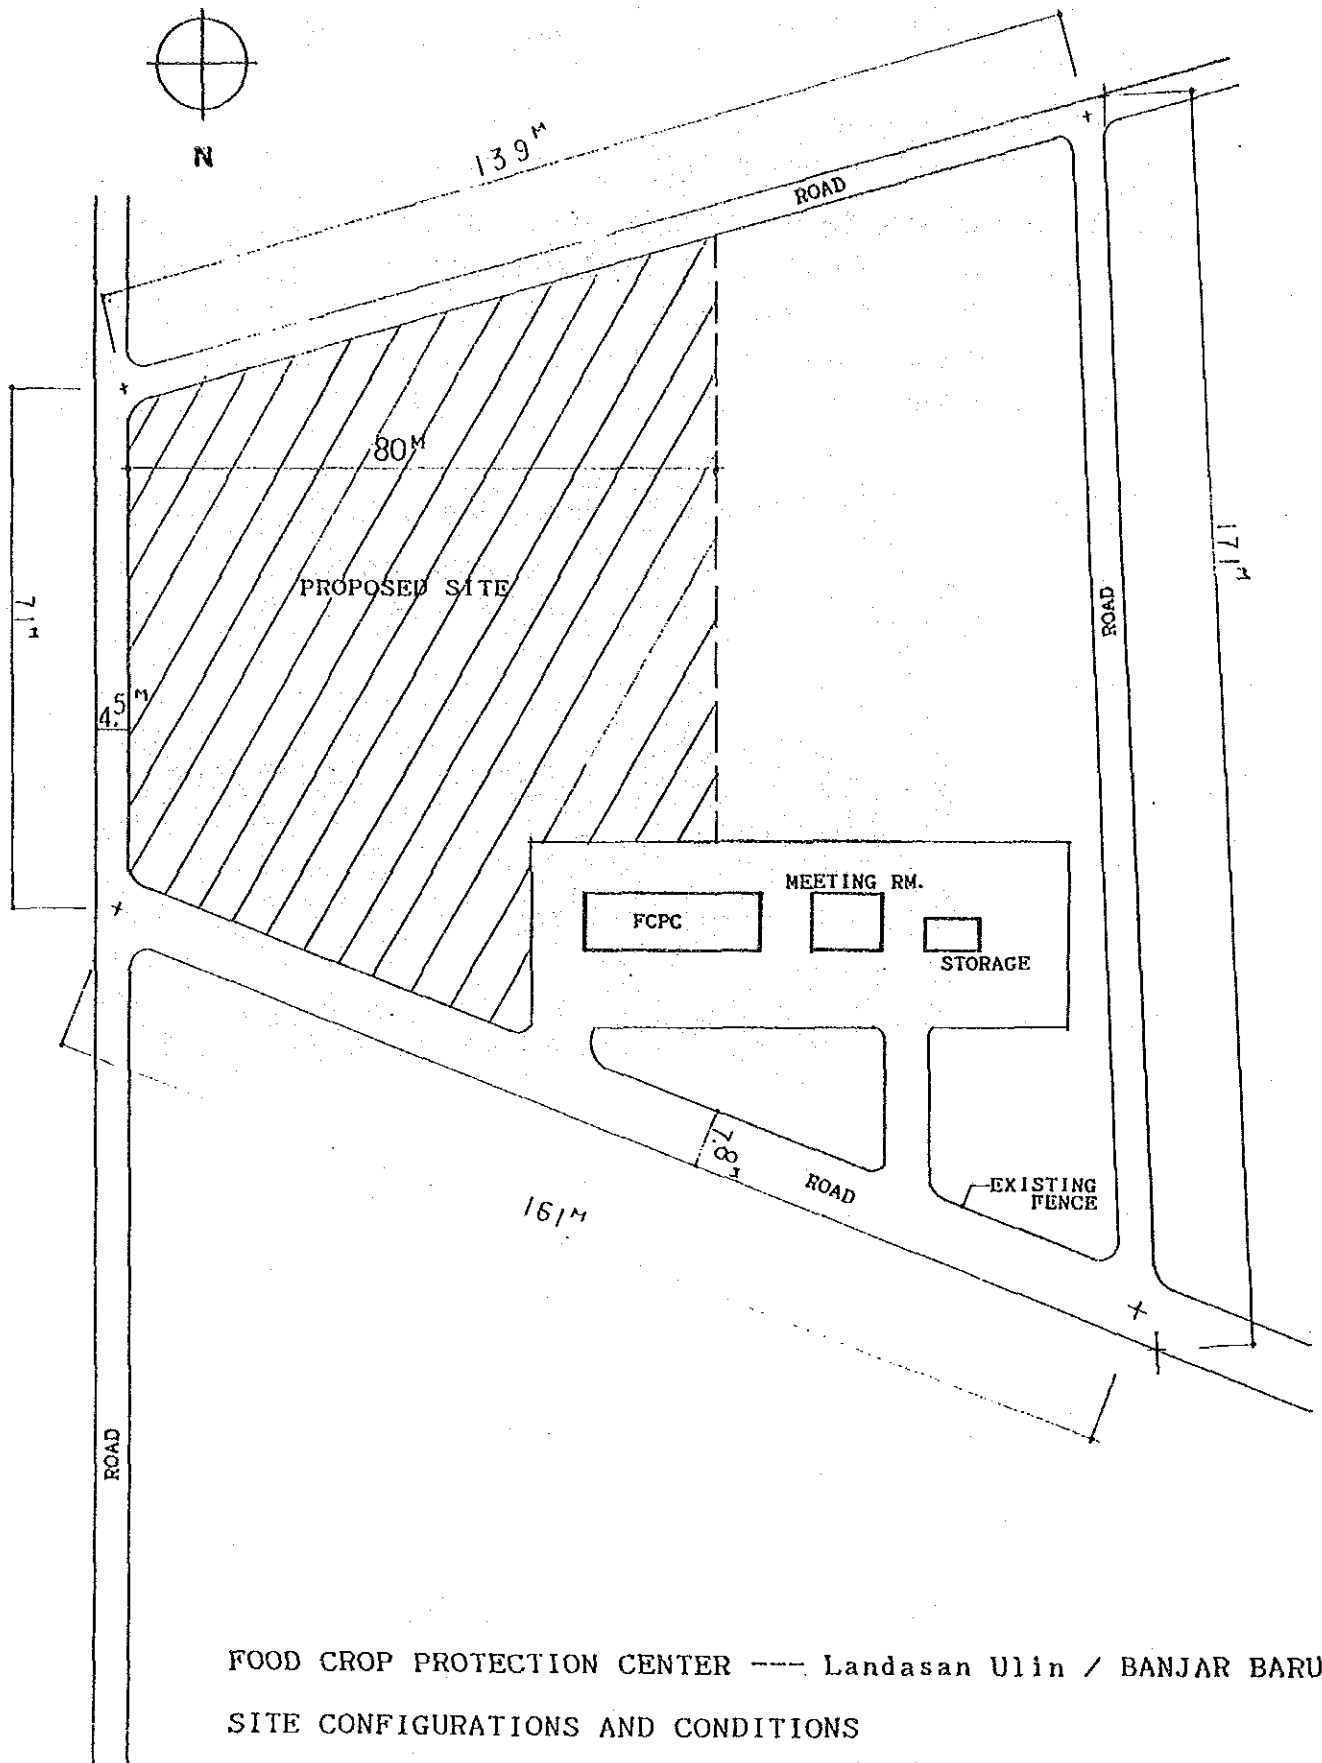 N
139M
ROAD
80M
171M
PROPOSED SITE
71M
ROAD
4.5M
MEETING RM.
FCPC
STORAGE
7.8M
ROAD
EXISTING
FENCE
161M
ROAD
FOOD CROP PROTECTION CENTER --- Landasan Ulin / BANJAR BARU
SITE CONFIGURATIONS AND CONDITIONS